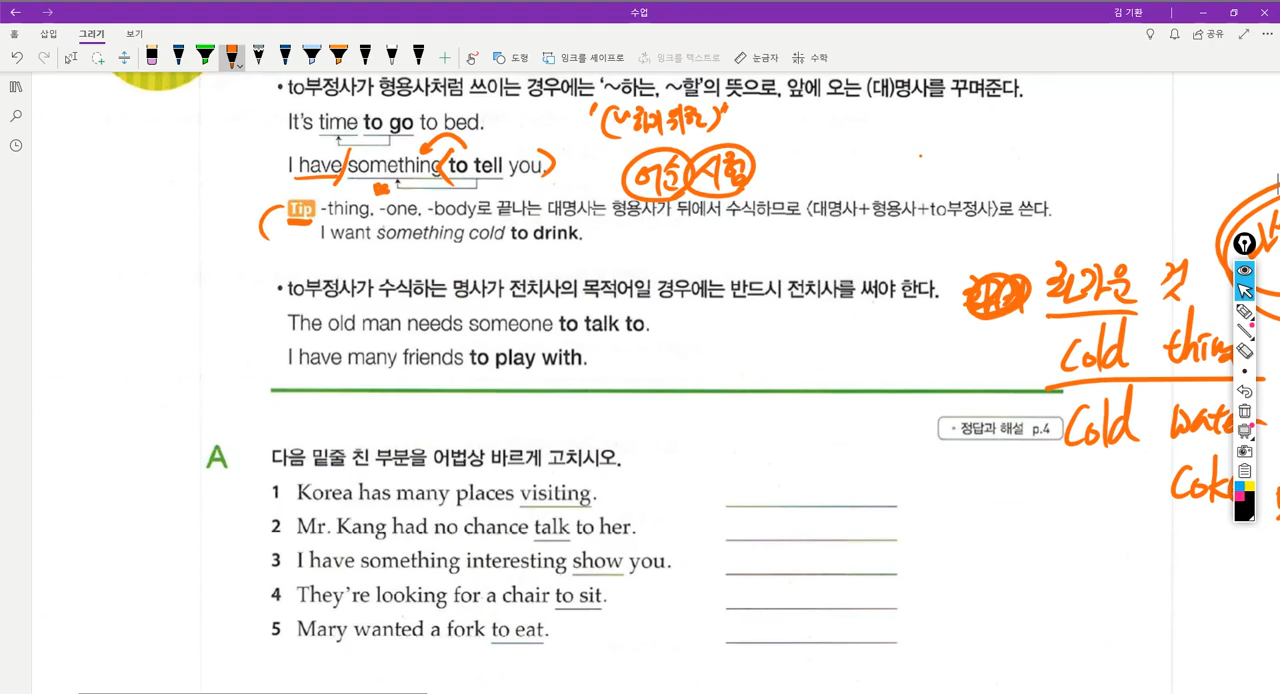 수업
김 기환
홈 삽입 그리기 보기
공유
도형 잉크를 셰이프로 잉크를 텍스트로 눈금자 수학
• to부정사가 형용사처럼 쓰이는 경우에는 '~하는, ~할'의 뜻으로, 앞에 오는 (대)명사를 꾸며준다.
It's time to go to bed.
I have something to tell you.
어순 시험
Tip -thing, -one, -body로 끝나는 대명사는 형용사가 뒤에서 수식하므로 〈대명사+형용사+to부정사〉로 쓴다.
I want something cold to drink.
• to부정사가 수식하는 명사가 전치사의 목적어일 경우에는 반드시 전치사를 써야 한다.
차가운 것
The old man needs someone to talk to.
cold thing
I have many friends to play with.
cold water
• 정답과 해설 p.4
A 다음 밑줄 친 부분을 어법상 바르게 고치시오.
1 Korea has many places visiting.
2 Mr. Kang had no chance talk to her.
3 I have something interesting show you.
4 They're looking for a chair to sit.
5 Mary wanted a fork to eat.